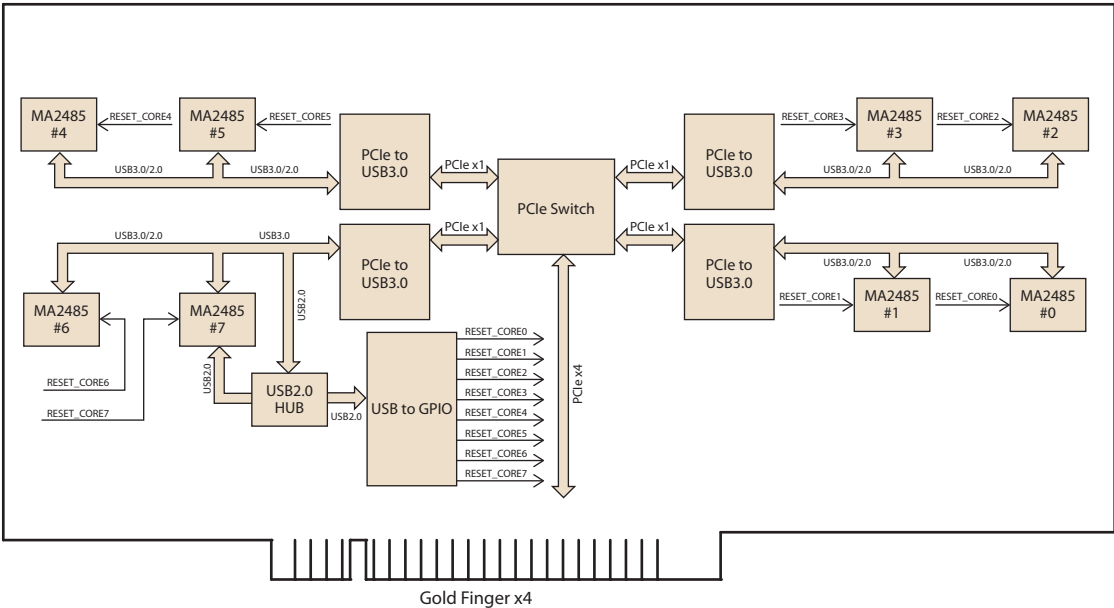 MA2485
#4
RESET_CORE4
MA2485
#5
RESET_CORE5
PCIe to
USB3.0
USB3.0/2.0
USB3.0/2.0
PCIe x1
PCIe Switch
PCIe x1
PCIe to
USB3.0
RESET_CORE3
MA2485
#3
RESET_CORE2
MA2485
#2
USB3.0/2.0
USB3.0/2.0
USB3.0/2.0
USB3.0
PCIe to
USB3.0
PCIe x1
PCIe x1
PCIe to
USB3.0
USB3.0/2.0
USB3.0/2.0
MA2485
#6
MA2485
#7
USB2.0
RESET_CORE1
MA2485
#1
RESET_CORE0
MA2485
#0
RESET_CORE6
RESET_CORE7
USB2.0
USB2.0
HUB
USB2.0
USB to GPIO
RESET_CORE0
RESET_CORE1
RESET_CORE2
RESET_CORE3
RESET_CORE4
RESET_CORE5
RESET_CORE6
RESET_CORE7
PCIe x4
Gold Finger x4